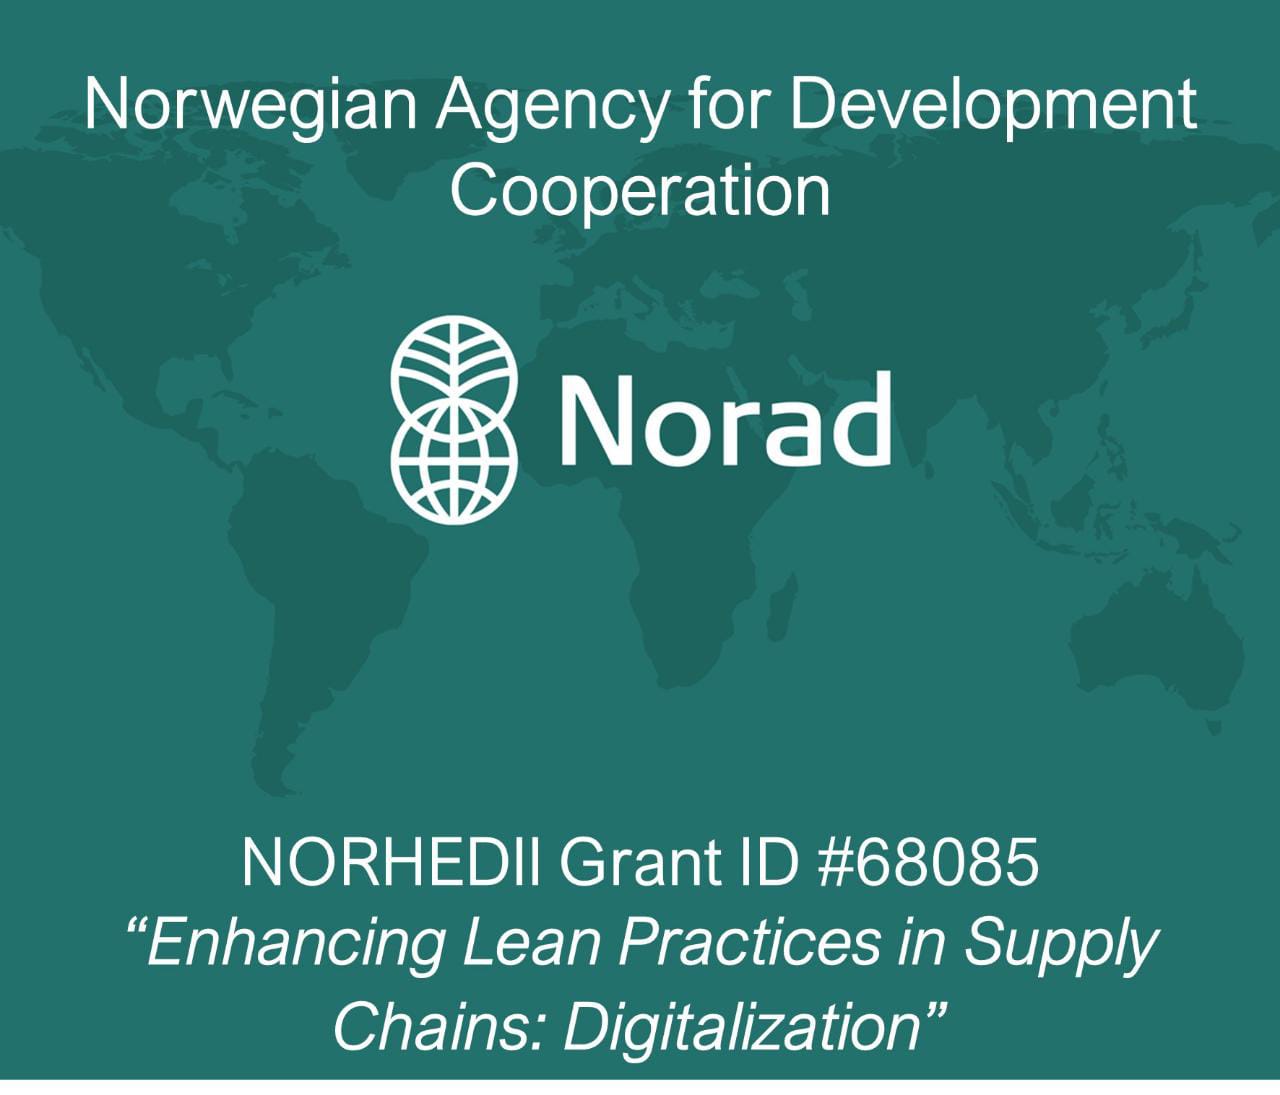 Norwegian Agency for Development
Cooperation
Norad
NORHEDII Grant ID #68085
“Enhancing Lean Practices in Supply
Chains: Digitalization”